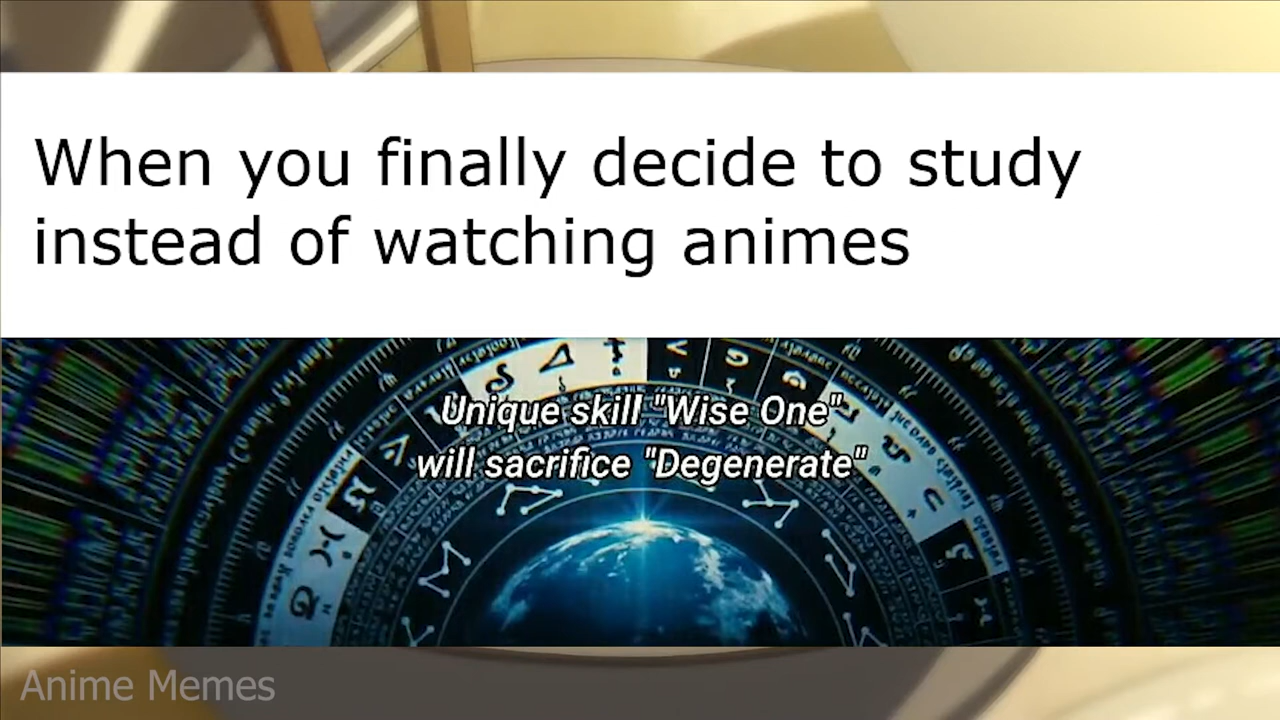 When you finally decide to study
instead of watching animes
Unique skill "Wise One"
will sacrifice "Degenerate"
Anime Memes